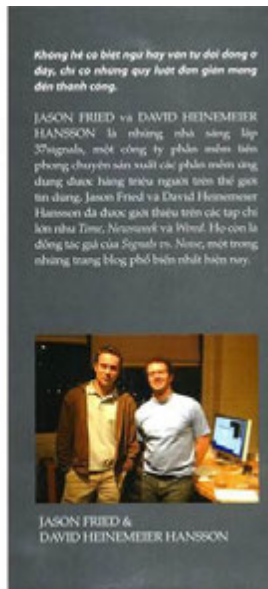 Không hề có biệt ngữ hay văn tự dài dòng ở
đây, chỉ có những quy luật đơn giản mang
đến thành công.
JASON FRIED và DAVID HEINEMEIER
HANSSON là những nhà sáng lập
37signals, một công ty phần mềm tiên
phong chuyên sản xuất các phần mềm ứng
dụng được hàng triệu người trên thế giới
tin dùng. Jason Fried và David Heinemeier
Hansson đã được giới thiệu trên các tạp chí
lớn như Time, Newsweek và Wired. Họ còn là
đồng tác giả của Signals vs. Noise, một trong
những trang blog phổ biến nhất hiện nay.
JASON FRIED &
DAVID HEINEMEIER HANSSON